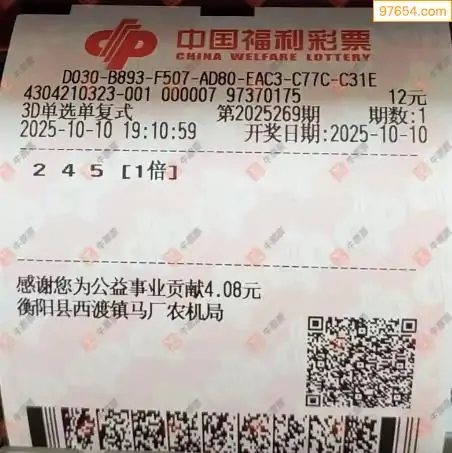 97654.com
中国福利彩票
CHINA WELFARE LOTTERY
D030-B893-F507-AD80-EAC3-C77C-C31E
4304210323-001 000007 97370175 12元
3D单选单复式 第2025269期 期数:1
2025-10-10 19:10:59 开奖日期:2025-10-10
2 4 5 [1倍]
感谢您为公益事业贡献4.08元
衡阳县西渡镇马厂农机局